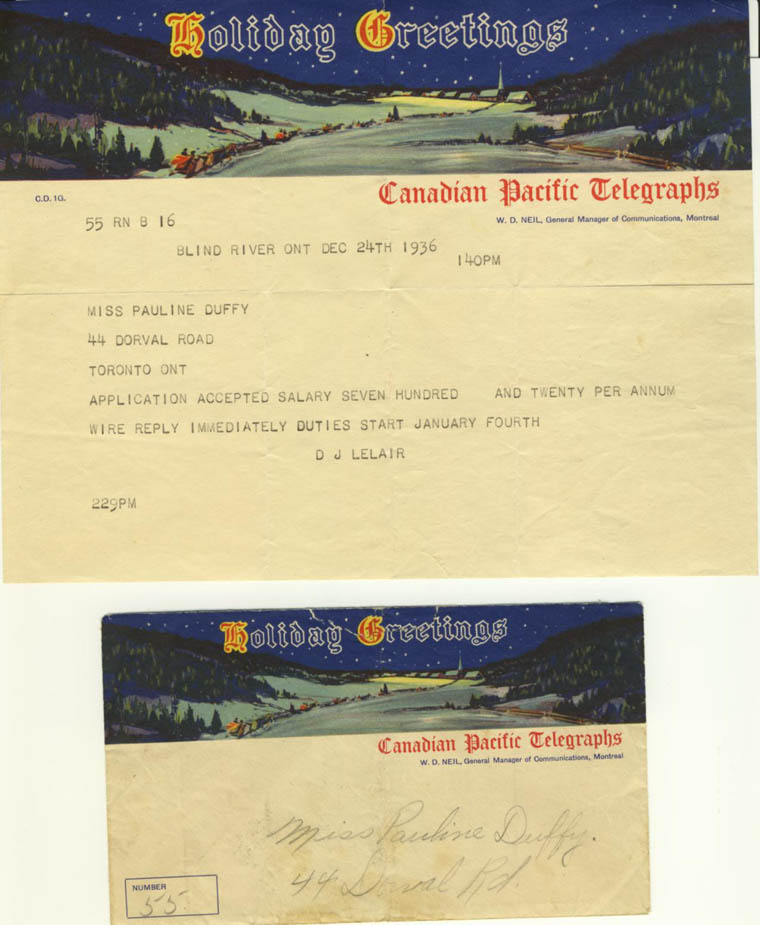 Holiday Greetings
C.D. 1G.
Canadian Pacific Telegraphs
W. D. NEIL, General Manager of Communications, Montreal
55 RN B 16
BLIND RIVER ONT DEC 24TH 1936
140PM
MISS PAULINE DUFFY
44 DORVAL ROAD
TORONTO ONT
APPLICATION ACCEPTED SALARY SEVEN HUNDRED AND TWENTY PER ANNUM
WIRE REPLY IMMEDIATELY DUTIES START JANUARY FOURTH
D J LELAIR
229PM
Holiday Greetings
Canadian Pacific Telegraphs
W. D. NEIL, General Manager of Communications, Montreal
Miss Pauline Duffy.
44 Dorval Rd.
NUMBER
55